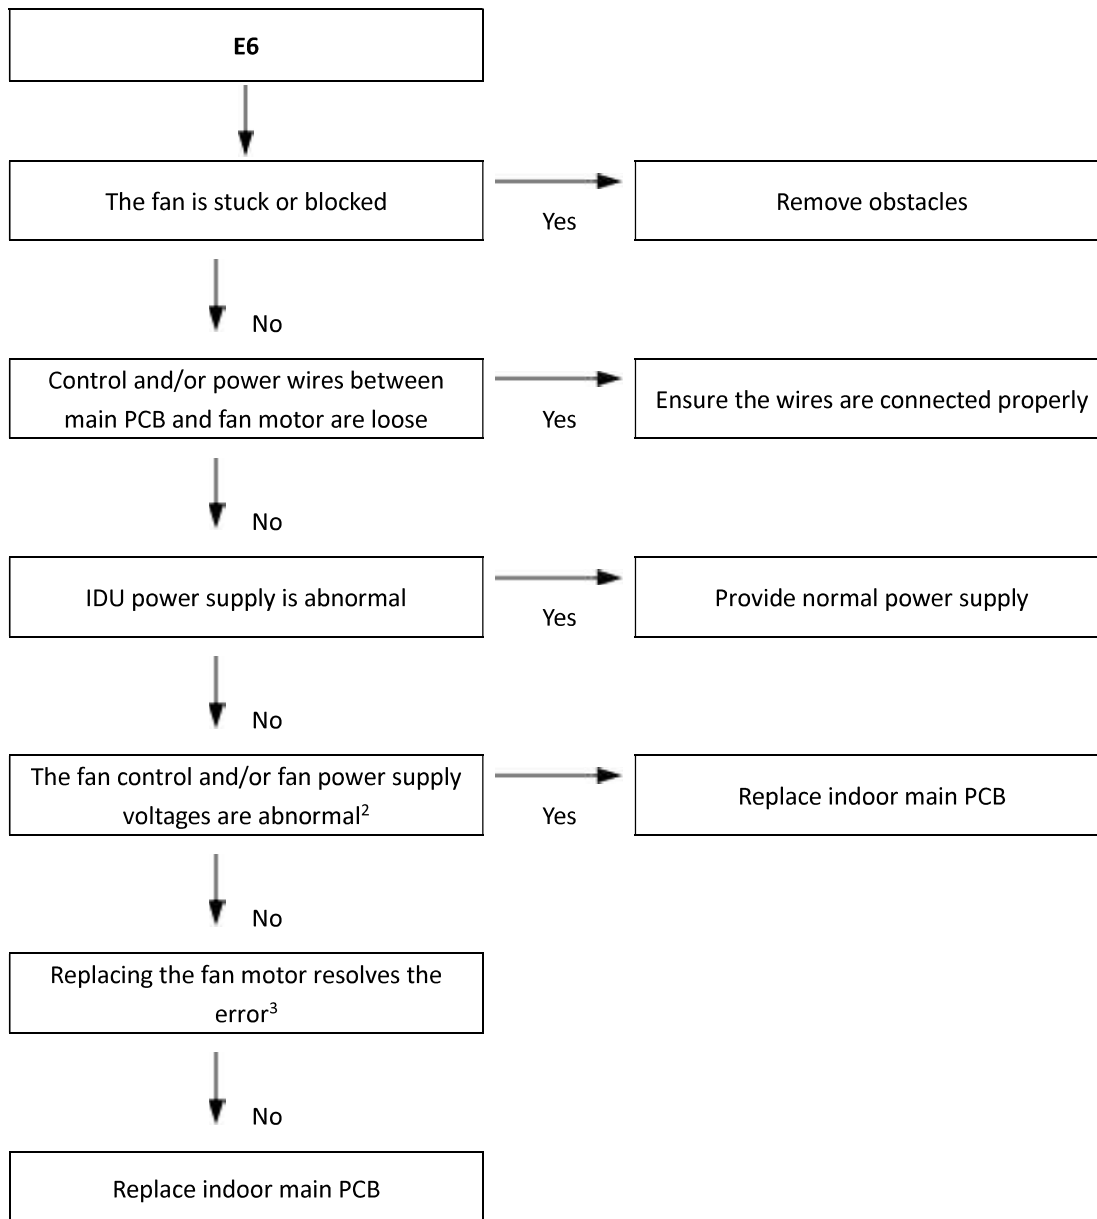 E6
The fan is stuck or blocked
Yes
Remove obstacles
No
Control and/or power wires between
main PCB and fan motor are loose
Yes
Ensure the wires are connected properly
No
IDU power supply is abnormal
Yes
Provide normal power supply
No
The fan control and/or fan power supply
voltages are abnormal²
Yes
Replace indoor main PCB
No
Replacing the fan motor resolves the
error³
No
Replace indoor main PCB